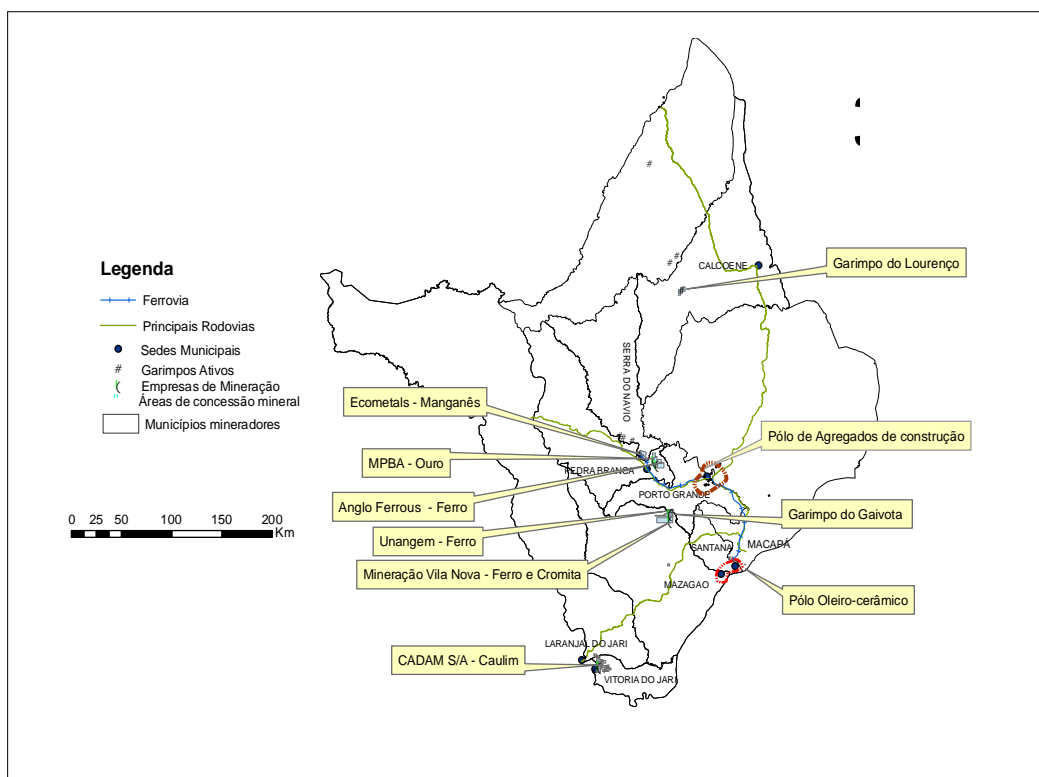 CALCOENE
Garimpo do Lourenço
Legenda
Ferrovia
Principais Rodovias
Sedes Municipais
# Garimpos Ativos
Empresas de Mineração
Áreas de concessão mineral
Municípios mineradores
SERRA DO NAVIO
Ecometals - Manganês
Pólo de Agregados de construção
MPBA - Ouro
PEDRA BRANCA
PORTO GRANDE
Anglo Ferrous - Ferro
Garimpo do Gaivota
0 25 50 100 150 200
Km
Unangem - Ferro
SANTANA
MACAPÁ
Mineração Vila Nova - Ferro e Cromita
MAZAGAO
Pólo Oleiro-cerâmico
LARANJAL DO JARI
CADAM S/A - Caulim
VITORIA DO JARI